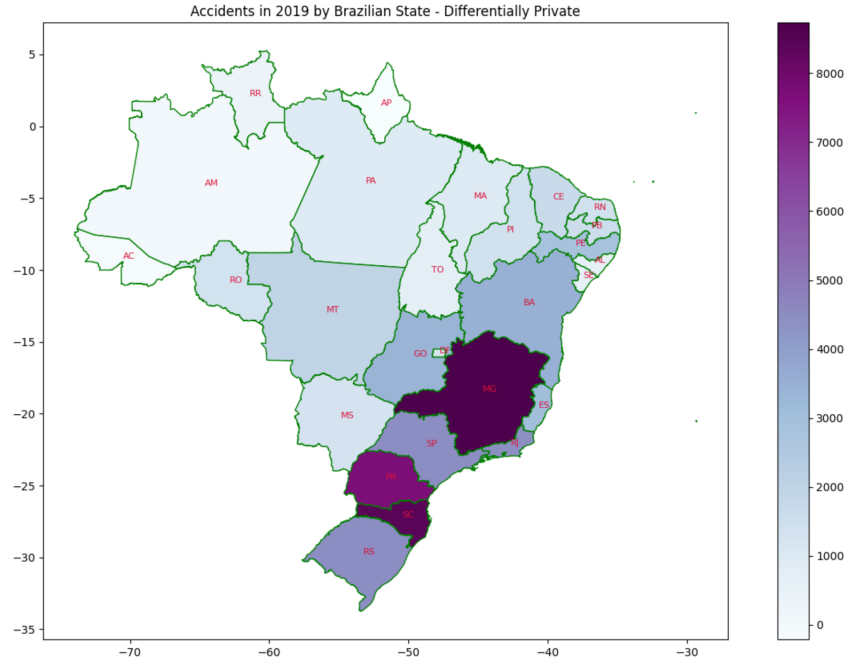 Accidents in 2019 by Brazilian State - Differentially Private
5
0
−5
−10
−15
−20
−25
−30
−35
−70
−60
−50
−40
−30
RR
AP
AM
PA
MA
CE
RN
PI
PB
PE
AC
AL
RO
TO
SE
MT
BA
GO
DF
MG
MS
ES
SP
RJ
PR
SC
RS
8000
7000
6000
5000
4000
3000
2000
1000
0